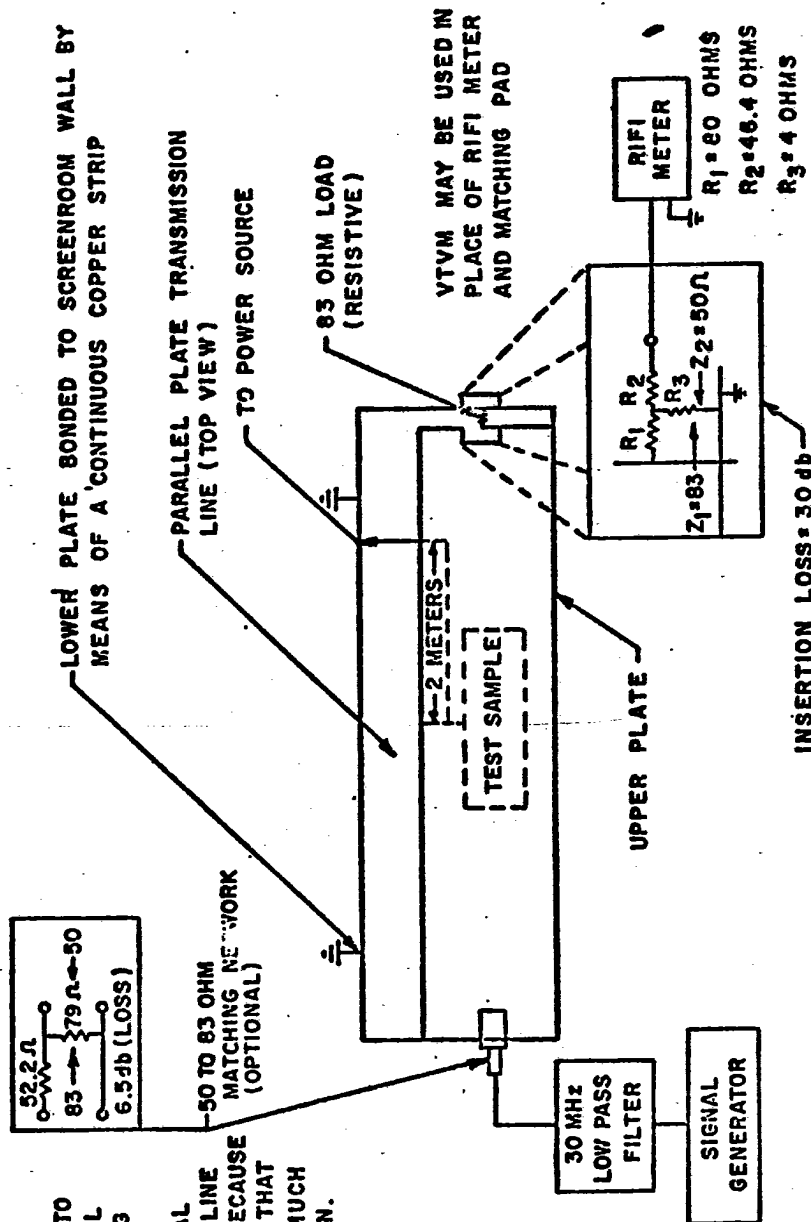 TO
LINE
THAT
MUCH
52.2Ω
83 79Ω 50
6.5db (LOSS)
50 TO 83 OHM
MATCHING NETWORK
(OPTIONAL)
LOWER PLATE BONDED TO SCREENROOM WALL BY
MEANS OF A CONTINUOUS COPPER STRIP
PARALLEL PLATE TRANSMISSION
LINE (TOP VIEW)
TO POWER SOURCE
83 OHM LOAD
(RESISTIVE)
2 METERS
TEST SAMPLE
UPPER PLATE
30 MHz
LOW PASS
FILTER
SIGNAL
GENERATOR
VTVM MAY BE USED IN
PLACE OF RIFI METER
AND MATCHING PAD
R1 R2
R3
Z1=83
Z2=50Ω
INSERTION LOSS=30db
RIFI
METER
R1=80 OHMS
R2=46.4 OHMS
R3=4 OHMS